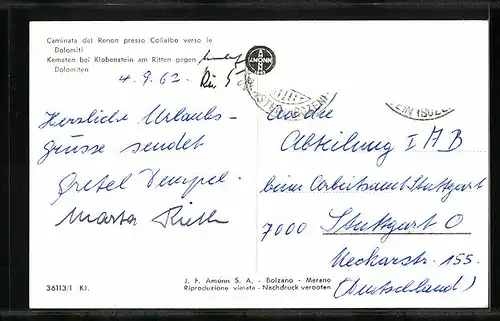 Caminata del Renon presso Collalbo verso le
Dolomiti
Kematen bei Klobenstein am Ritten gegen
Dolomiten
AMONN
4.9.62.
Herzliche Urlaubs-
grüsse sendet
Gretel Dempel.
Marta
An die
Abteilung I A B
beim Arbeitsamt Stuttgart
7000 Stuttgart O
Neckarstr. 155.
(Deutschland)
36113/1 Kl.
J. F. Amonn S. A. - Bolzano - Merano
Riproduzione vietata - Nachdruck verboten